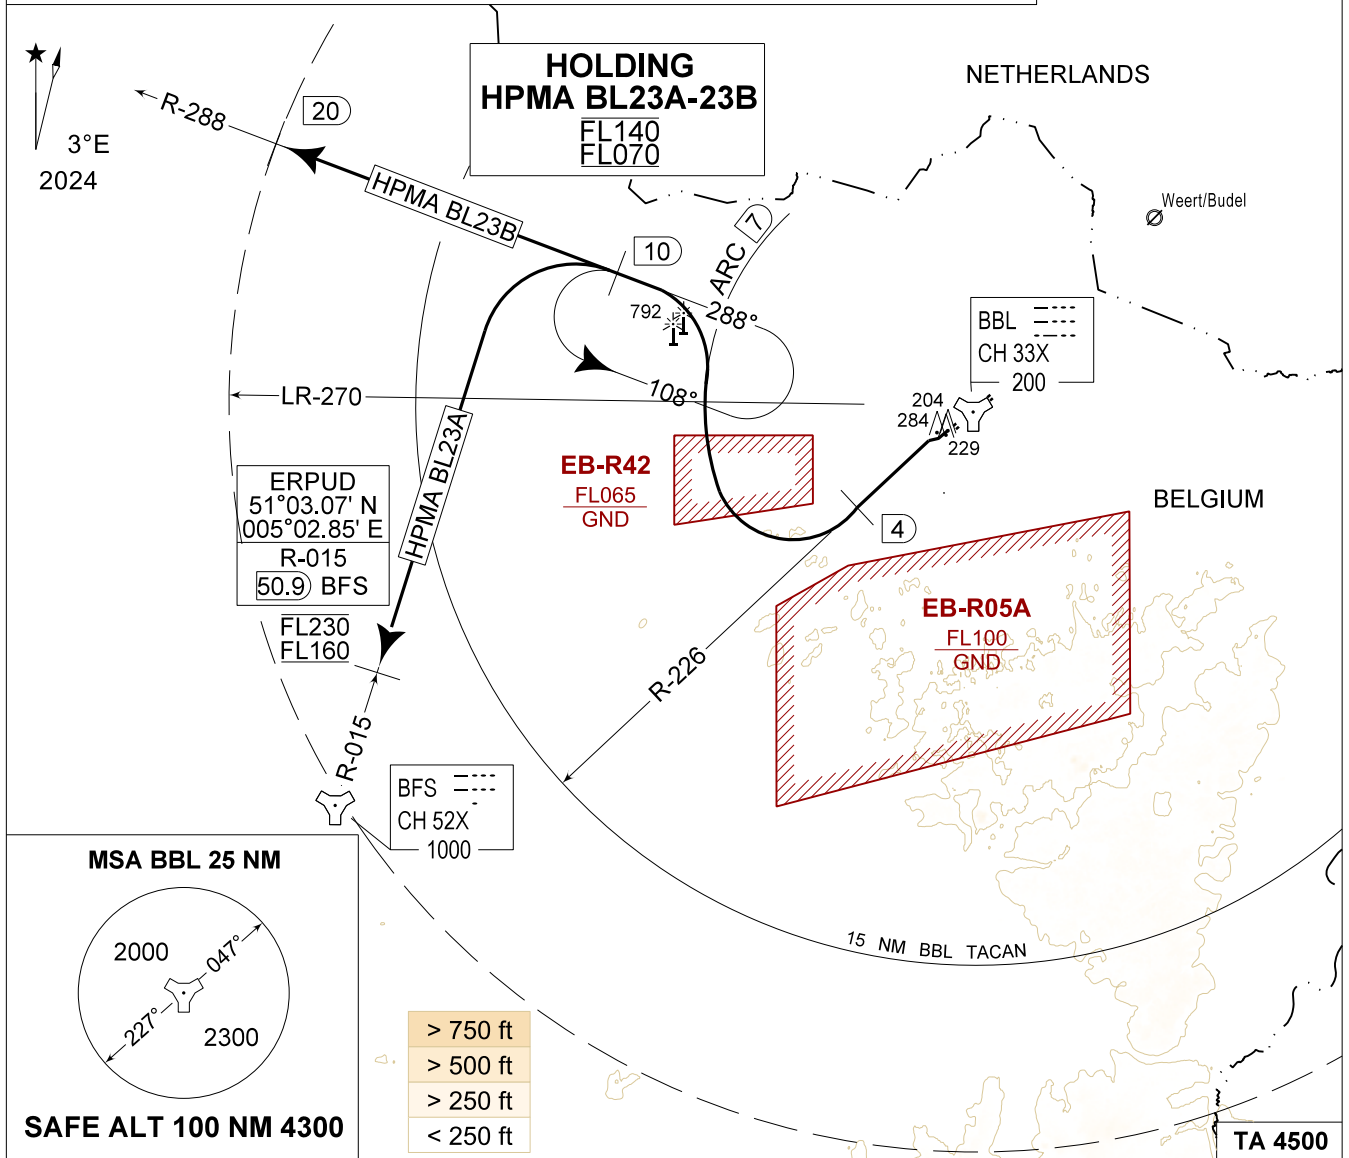 HOLDING
HPMA BL23A-23B
FL140
FL070
NETHERLANDS
R-288
20
3°E
2024
HPMA BL23B
10
ARC 7
Weert/Budel
792
288°
BBL
CH 33X
200
LR-270
108°
204
284
229
HPMA BL23A
EB-R42
FL065
GND
BELGIUM
ERPUD
51°03.07' N
005°02.85' E
R-015
50.9 BFS
FL230
FL160
4
EB-R05A
FL100
GND
R-226
R-015
BFS
CH 52X
1000
MSA BBL 25 NM
2000
047°
227°
2300
SAFE ALT 100 NM 4300
15 NM BBL TACAN
> 750 ft
> 500 ft
> 250 ft
< 250 ft
TA 4500